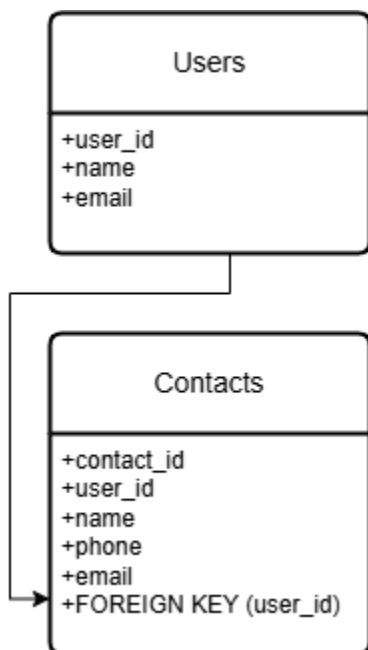 Users
+user_id
+name
+email
Contacts
+contact_id
+user_id
+name
+phone
+email
+FOREIGN KEY (user_id)